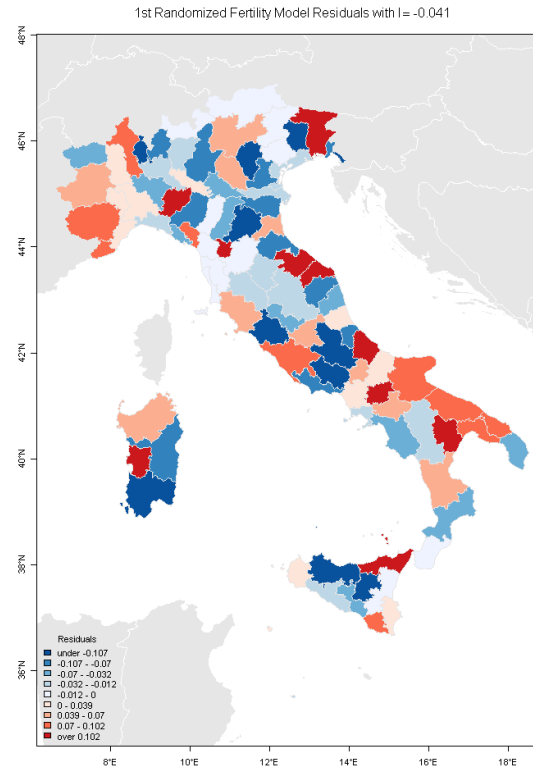 1st Randomized Fertility Model Residuals with I= -0.041
48°N
46°N
44°N
42°N
40°N
38°N
36°N
Residuals
under -0.107
-0.107 - -0.07
-0.07 - -0.032
-0.032 - -0.012
-0.012 - 0
0 - 0.039
0.039 - 0.07
0.07 - 0.102
over 0.102
8°E
10°E
12°E
14°E
16°E
18°E